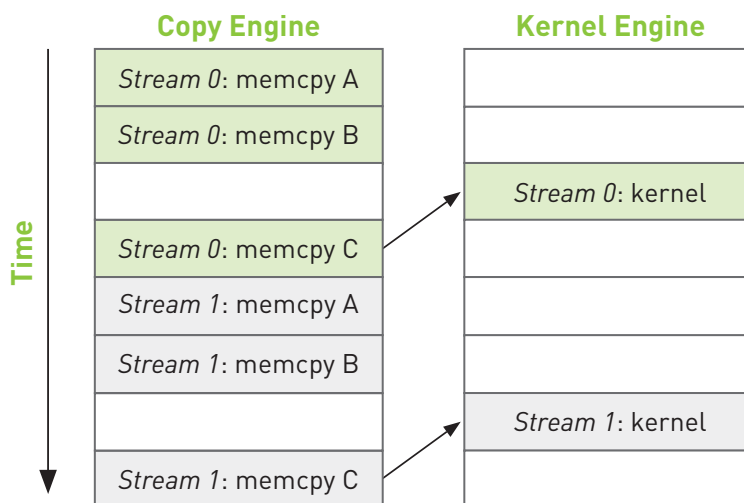 Copy Engine
Kernel Engine
Time
Stream 0: memcpy A
Stream 0: memcpy B
Stream 0: kernel
Stream 0: memcpy C
Stream 1: memcpy A
Stream 1: memcpy B
Stream 1: kernel
Stream 1: memcpy C